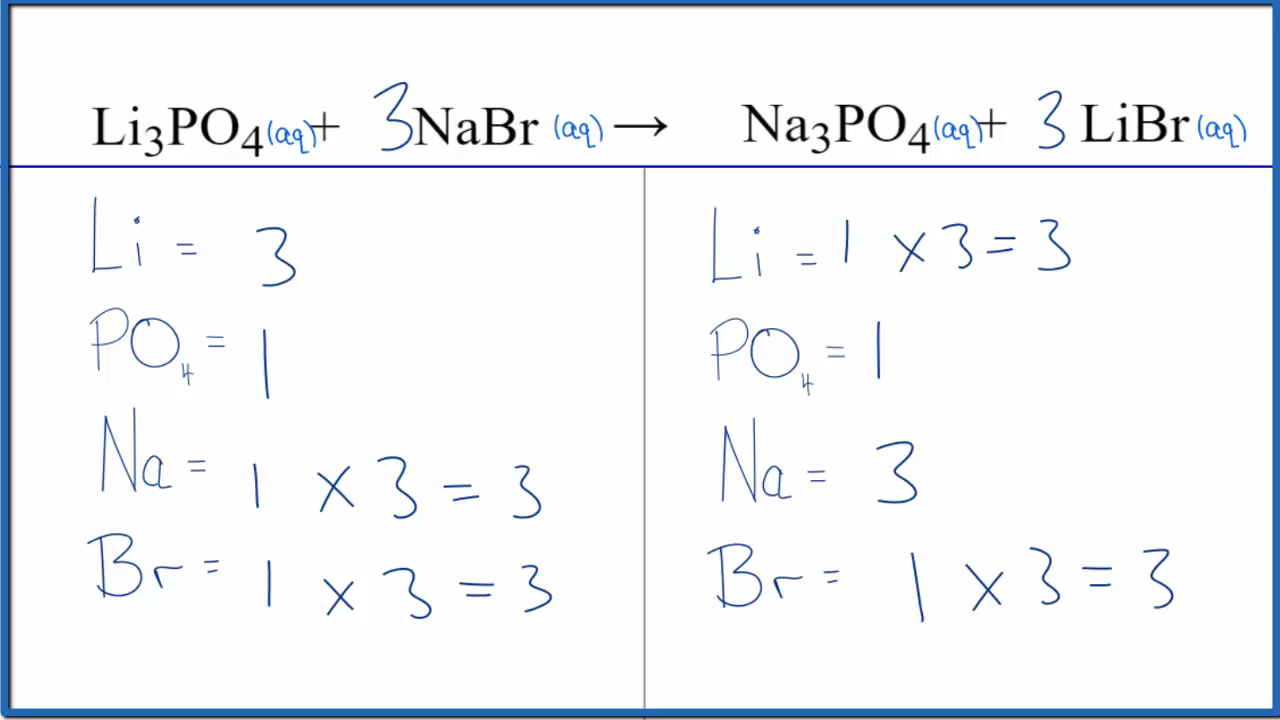 Li₃PO₄(aq)+ 3NaBr (aq) → Na₃PO₄(aq)+ 3 LiBr(aq)
Li = 3
PO₄ = 1
Na = 1 x 3 = 3
Br = 1 x 3 = 3
Li = 1 x 3 = 3
PO₄ = 1
Na = 3
Br = 1 x 3 = 3